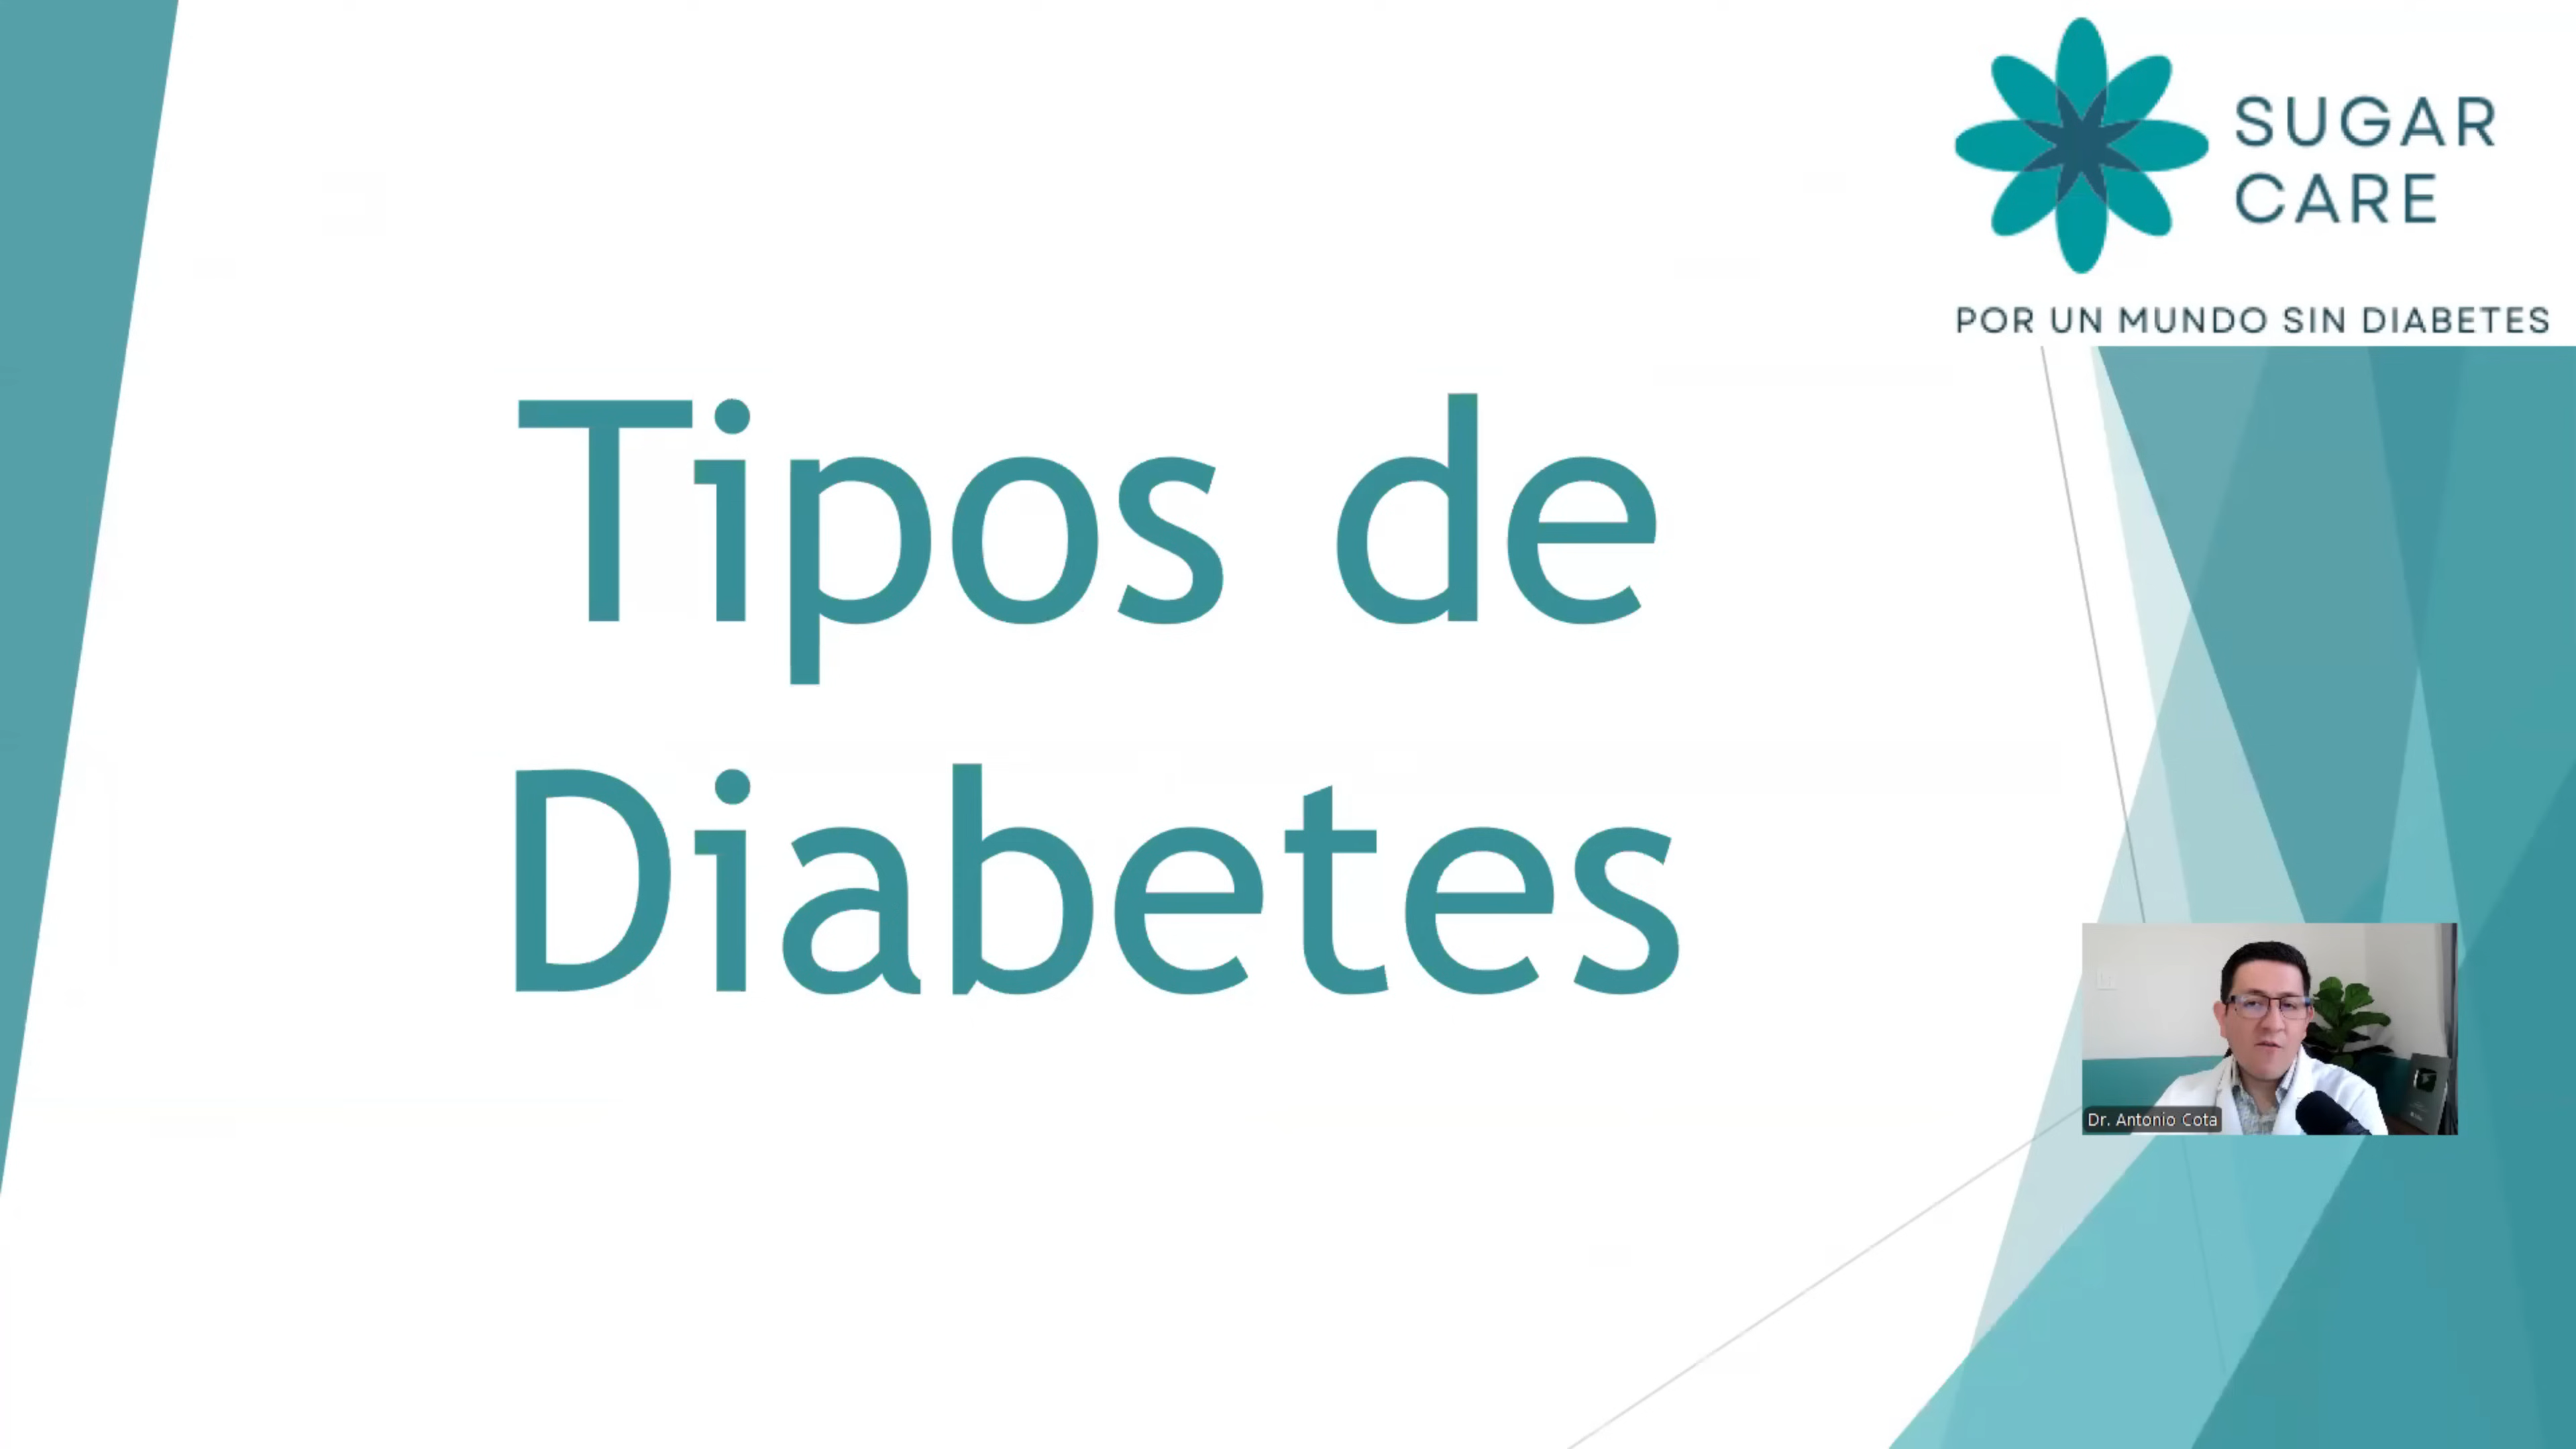 SUGAR
CARE
POR UN MUNDO SIN DIABETES
Tipos de
Diabetes
Dr. Antonio Cota